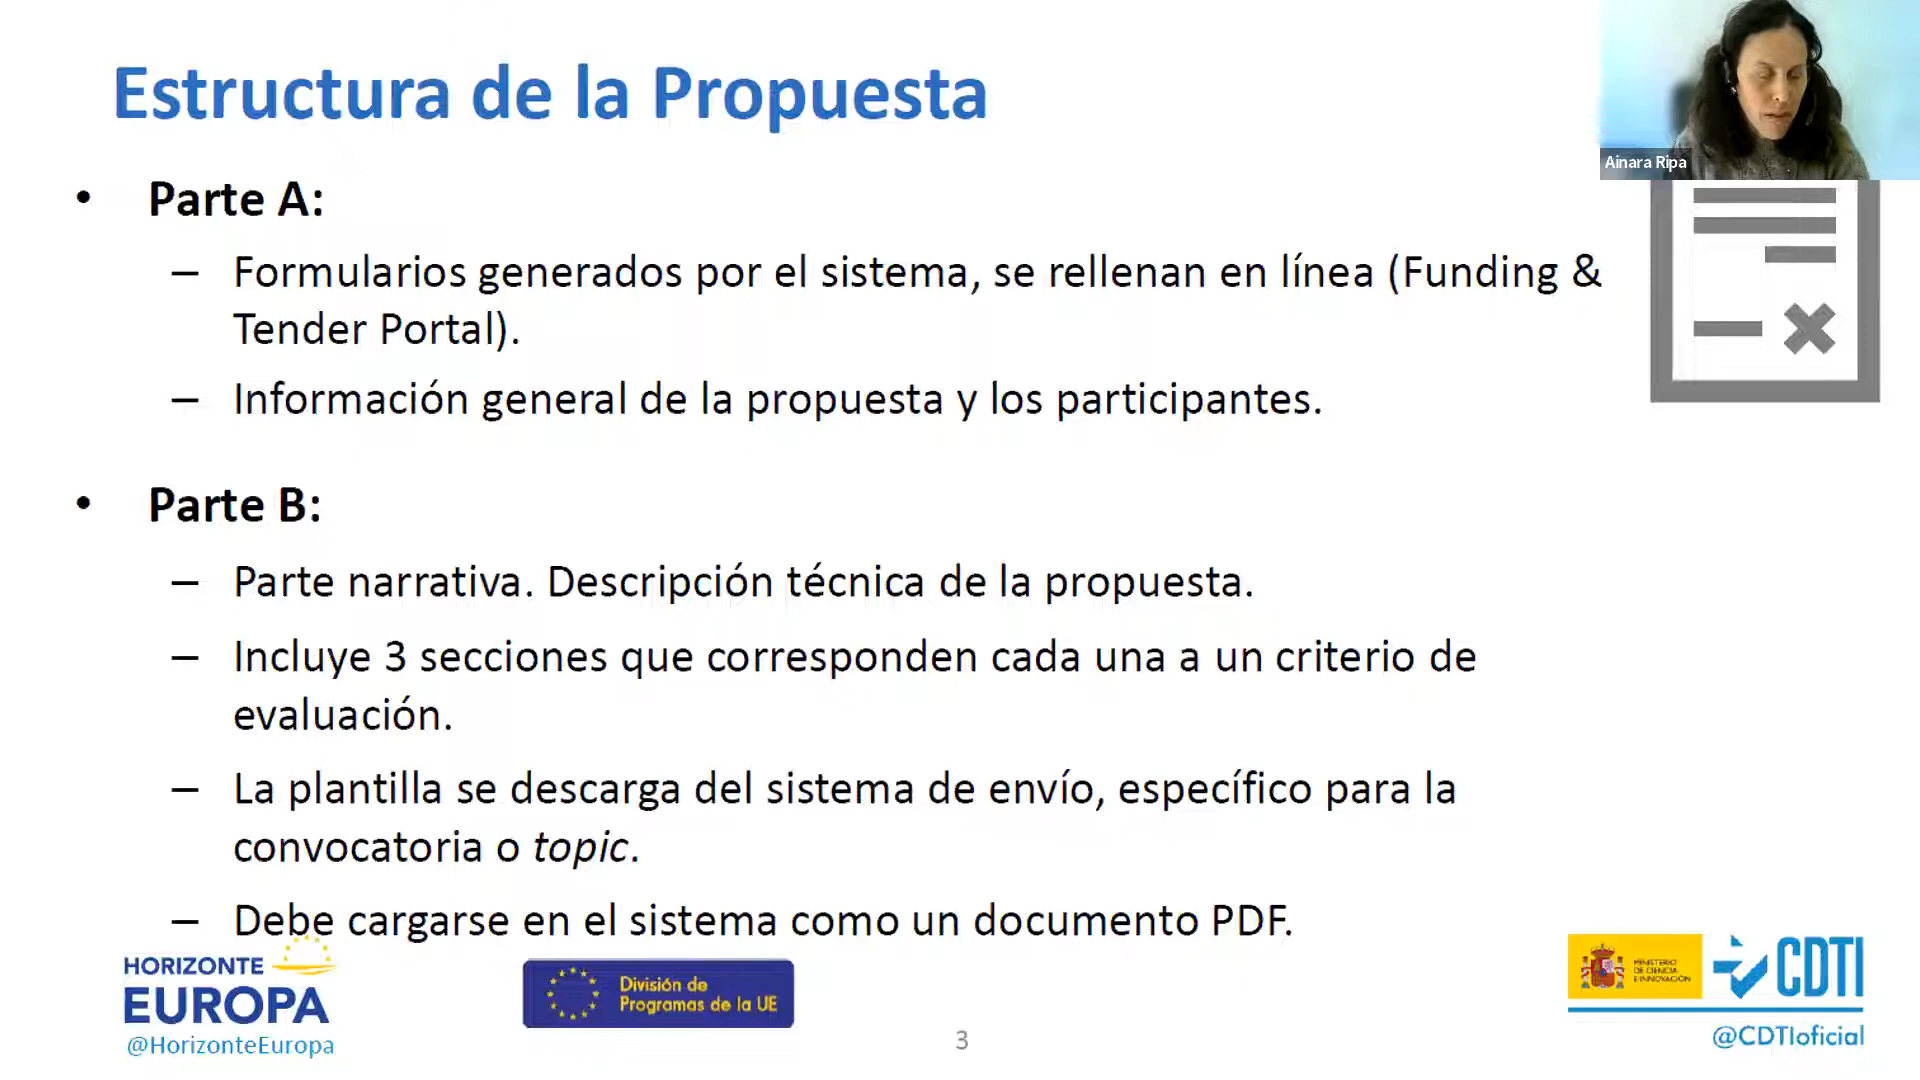 Estructura de la Propuesta
Ainara Ripa
• Parte A:
– Formularios generados por el sistema, se rellenan en línea (Funding &
Tender Portal).
– Información general de la propuesta y los participantes.
• Parte B:
– Parte narrativa. Descripción técnica de la propuesta.
– Incluye 3 secciones que corresponden cada una a un criterio de
evaluación.
– La plantilla se descarga del sistema de envío, específico para la
convocatoria o topic.
– Debe cargarse en el sistema como un documento PDF.
HORIZONTE
EUROPA
@HorizonteEuropa
División de
Programas de la UE
3
MINISTERIO
DE CIENCIA
E INNOVACIÓN
CDTI
@CDTIoficial